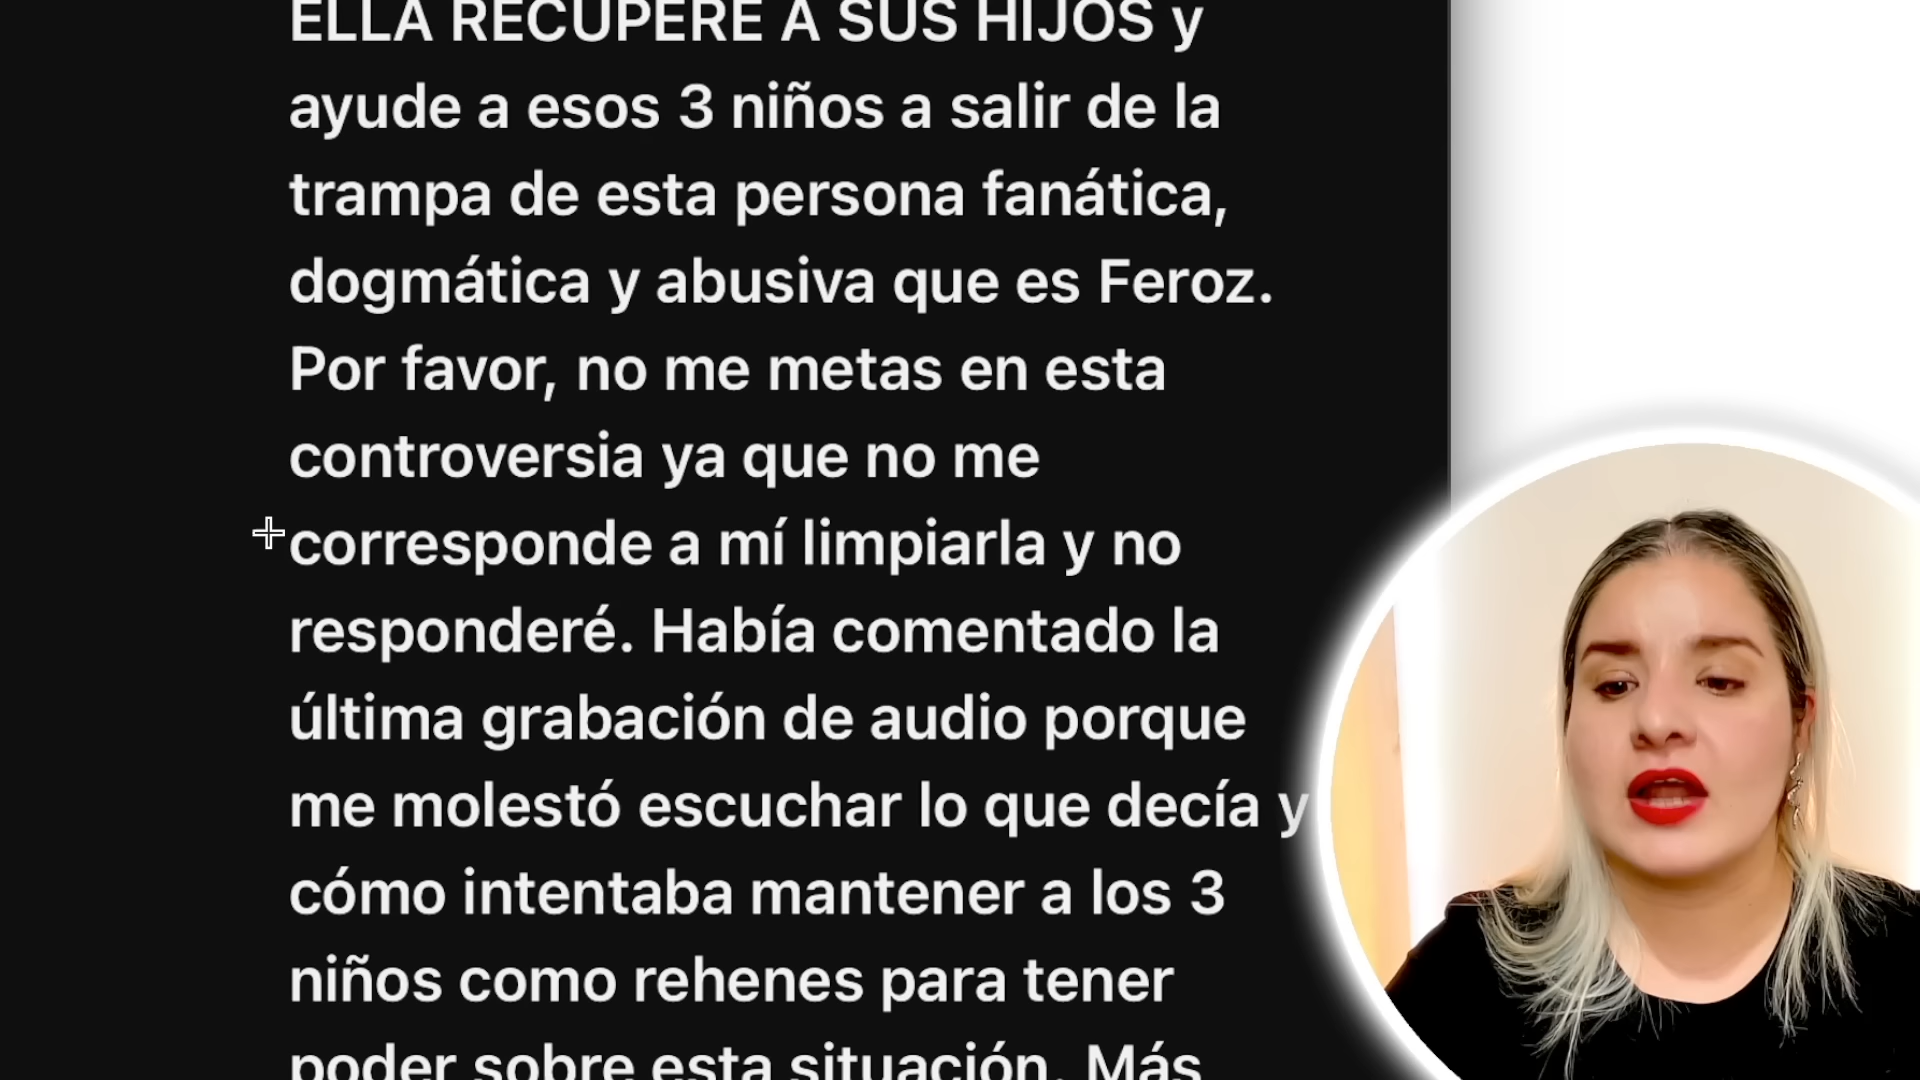 ELLA RECUPERE A SUS HIJOS y
ayude a esos 3 niños a salir de la
trampa de esta persona fanática,
dogmática y abusiva que es Feroz.
Por favor, no me metas en esta
controversia ya que no me
corresponde a mí limpiarla y no
responderé. Había comentado la
última grabación de audio porque
me molestó escuchar lo que decía y
cómo intentaba mantener a los 3
niños como rehenes para tener
poder sobre esta situación. Más